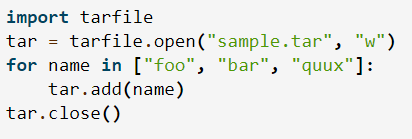 import tarfile
tar = tarfile.open("sample.tar", "w")
for name in ["foo", "bar", "quux"]:
    tar.add(name)
tar.close()